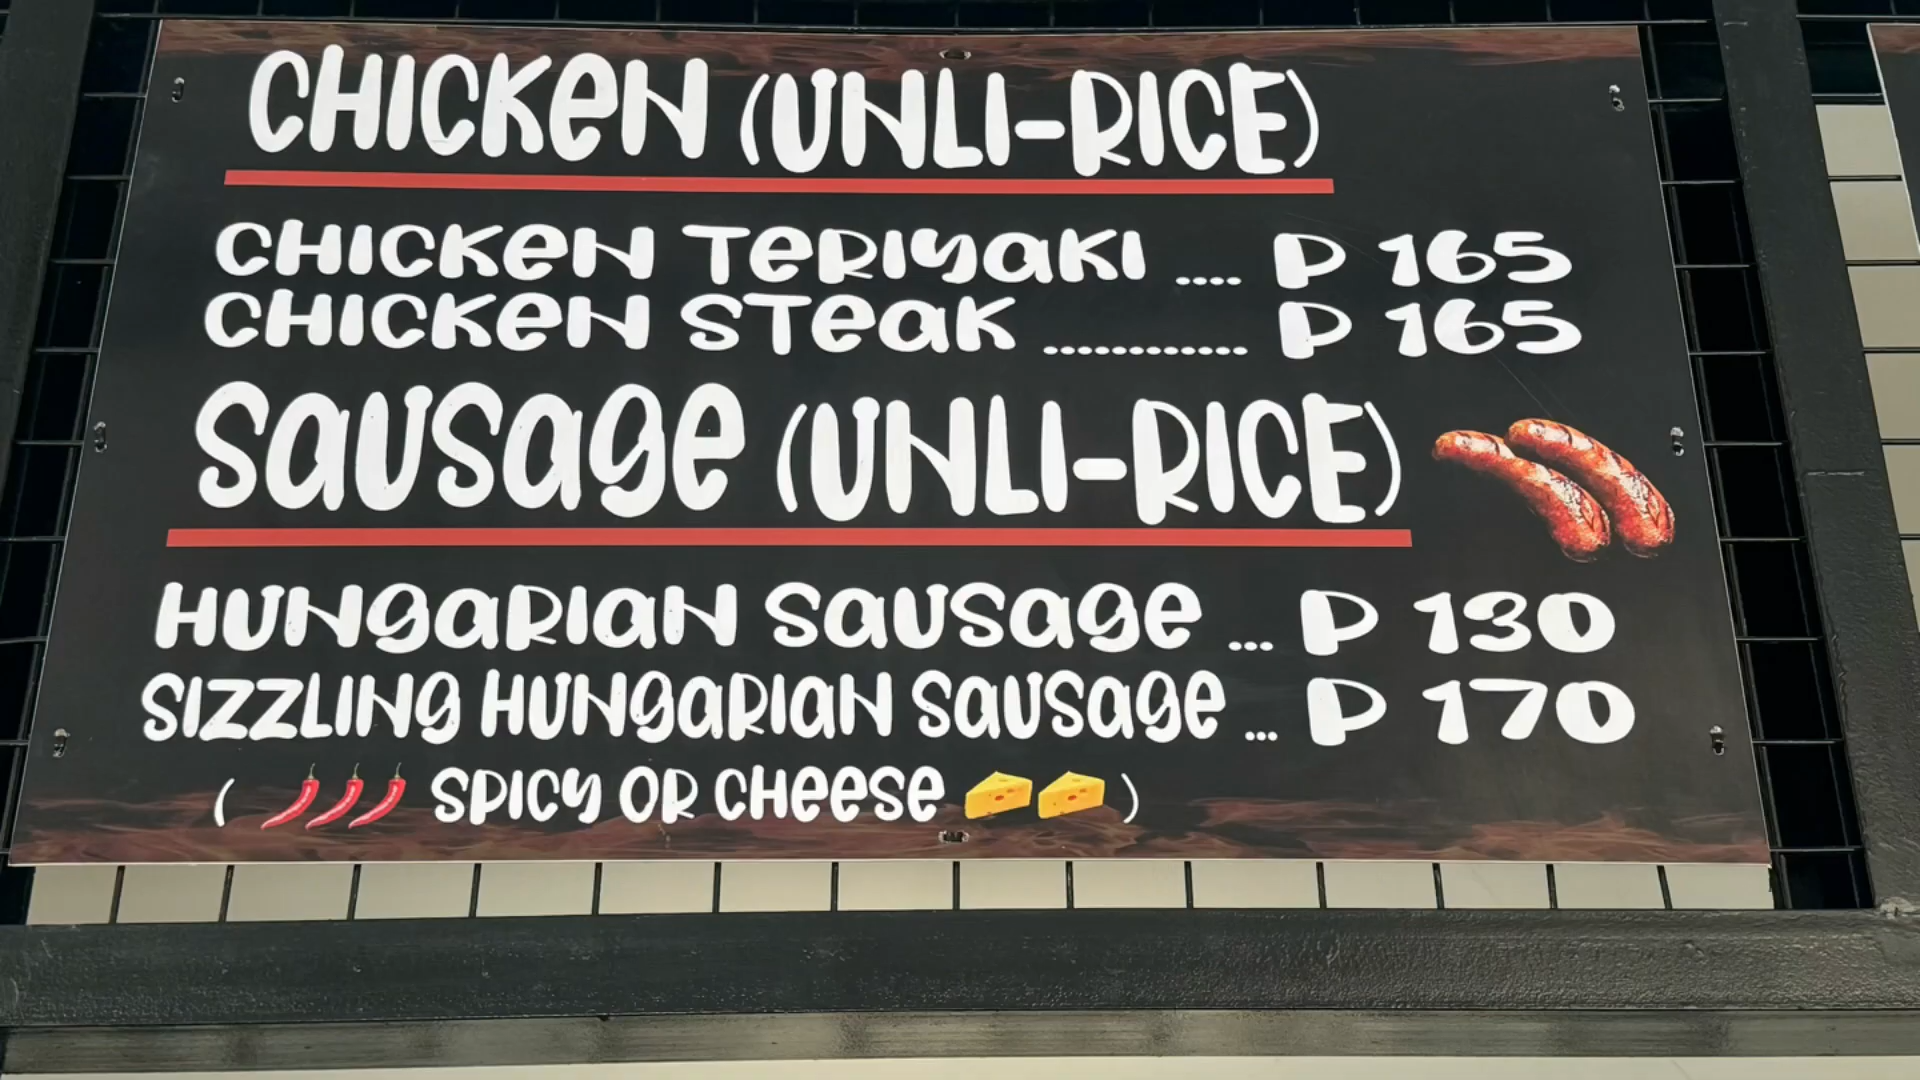 CHICKEN (UNLI-RICE)
CHICKEN TERIYAKI .... P 165
CHICKEN STEAK ............ P 165
SAUSAGE (UNLI-RICE)
HUNGARIAN SAUSAGE ... P 130
SIZZLING HUNGARIAN SAUSAGE ... P 170
( 🌶️🌶️🌶️ SPICY OR CHEESE 🧀🧀 )